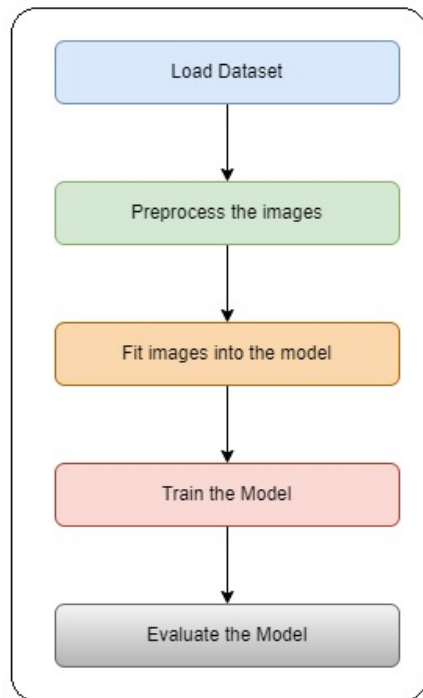 Load Dataset
Preprocess the images
Fit images into the model
Train the Model
Evaluate the Model